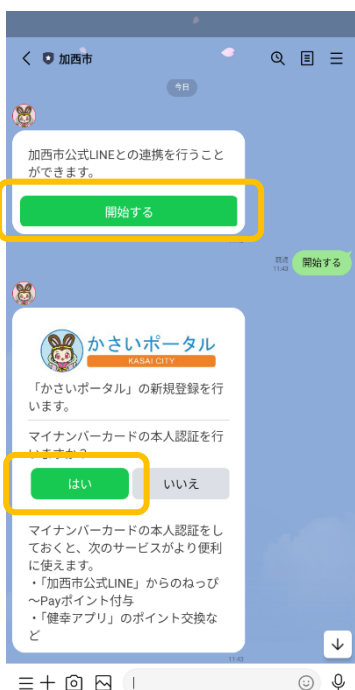 加西市
今日
加西市公式LINEとの連携を行うこと
ができます。
開始する
既読
11:43
開始する
かさいポータル
KASAI CITY
「かさいポータル」の新規登録を行
います。
マイナンバーカードの本人認証を行
いますか？
はい
いいえ
マイナンバーカードの本人認証をし
ておくと、次のサービスがより便利
に使えます。
・「加西市公式LINE」からのねっぴ
～Payポイント付与
・「健幸アプリ」のポイント交換な
ど
11:43